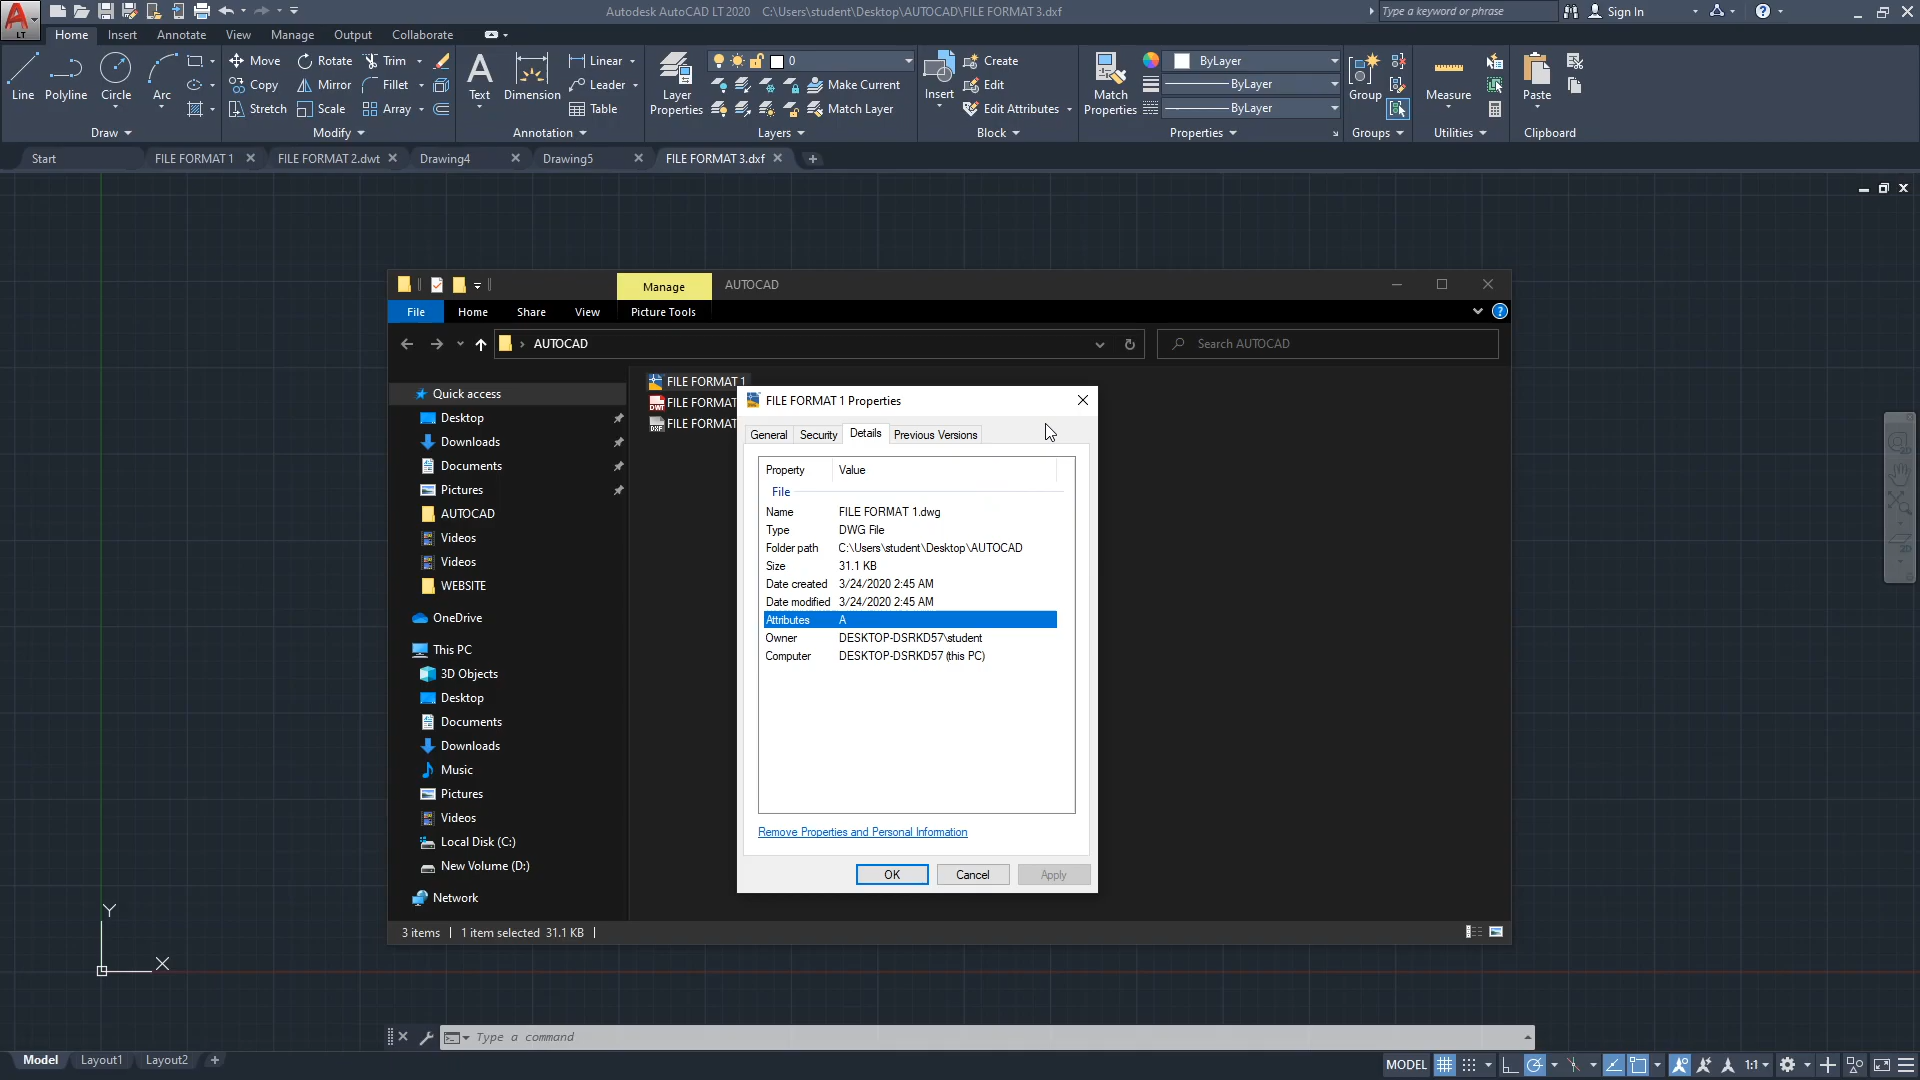 Autodesk AutoCAD LT 2020 C:\Users\student\Desktop\AUTOCAD\FILE FORMAT 3.dxf
Type a keyword or phrase
Sign In
LT
Home Insert Annotate View Manage Output Collaborate
Line Polyline Circle Arc
Move Rotate Trim
Copy Mirror Fillet
Stretch Scale Array
Text Dimension
Linear
Leader
Table
Layer Properties
0
Make Current
Match Layer
Insert
Create
Edit
Edit Attributes
Match Properties
ByLayer
ByLayer
ByLayer
Group
Measure
Paste
Draw Modify Annotation Layers Block Properties Groups Utilities Clipboard
Start FILE FORMAT 1 FILE FORMAT 2.dwt Drawing4 Drawing5 FILE FORMAT 3.dxf
Manage AUTOCAD
File Home Share View Picture Tools
AUTOCAD
Search AUTOCAD
Quick access
Desktop
Downloads
Documents
Pictures
AUTOCAD
Videos
Videos
WEBSITE
OneDrive
This PC
3D Objects
Desktop
Documents
Downloads
Music
Pictures
Videos
Local Disk (C:)
New Volume (D:)
Network
FILE FORMAT 1
DWT FILE FORMAT
DXF FILE FORMAT
FILE FORMAT 1 Properties
General Security Details Previous Versions
Property Value
File
Name FILE FORMAT 1.dwg
Type DWG File
Folder path C:\Users\student\Desktop\AUTOCAD
Size 31.1 KB
Date created 3/24/2020 2:45 AM
Date modified 3/24/2020 2:45 AM
Attributes A
Owner DESKTOP-DSRKD57\student
Computer DESKTOP-DSRKD57 (this PC)
Remove Properties and Personal Information
OK Cancel Apply
3 items 1 item selected 31.1 KB
Y
X
Type a command
Model Layout1 Layout2
MODEL 1:1